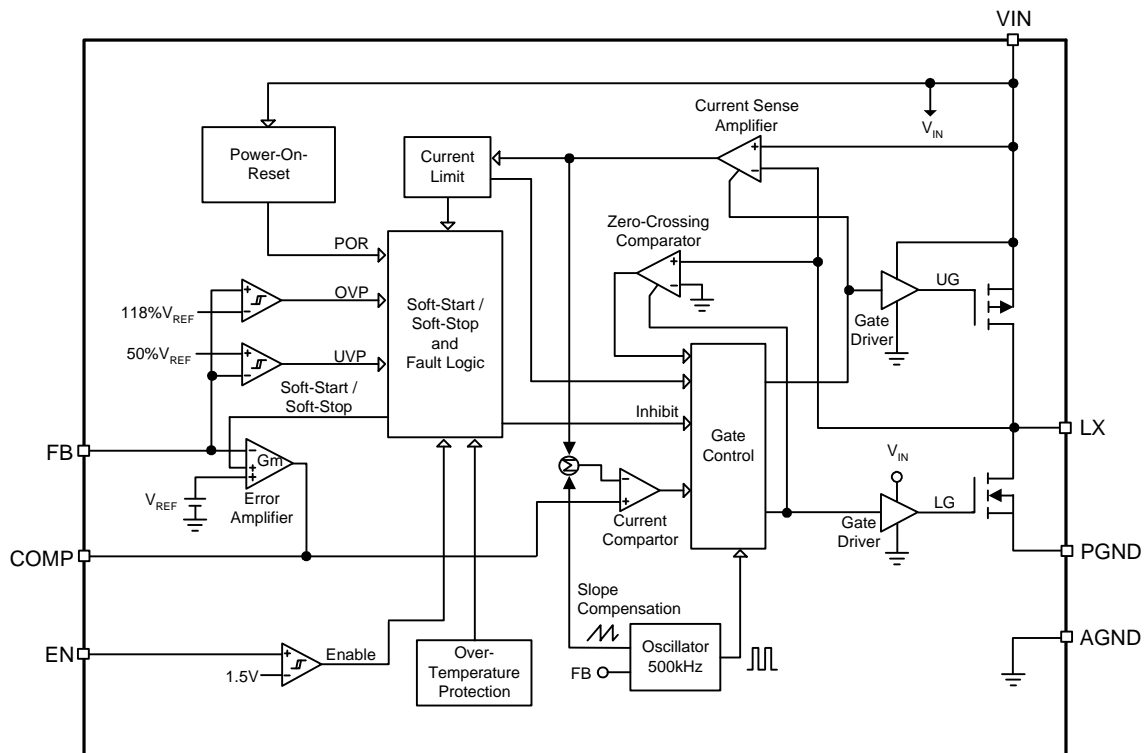 VIN
Current Sense
Amplifier
V_IN
Power-On-
Reset
Current
Limit
Zero-Crossing
Comparator
POR
UG
OVP
118%V_REF
Soft-Start /
Soft-Stop
and
Fault Logic
Gate
Driver
50%V_REF
UVP
Soft-Start /
Soft-Stop
Inhibit
FB
LX
Gm
Gate
Control
V_IN
V_REF
Error
Amplifier
LG
Current
Compartor
Gate
Driver
COMP
PGND
Slope
Compensation
EN
Enable
1.5V
Over-
Temperature
Protection
Oscillator
500kHz
FB
AGND
Σ
+
-
+
-
+
-
+
-
-
+
+
-
+
+
-